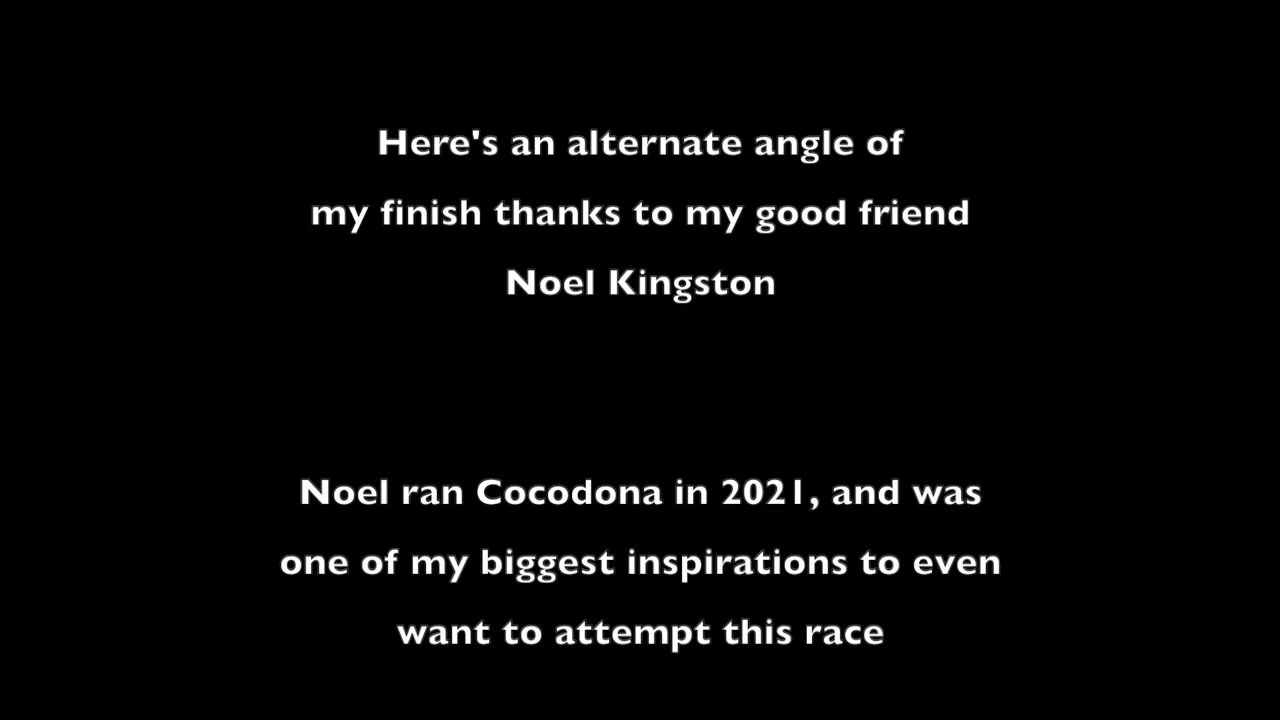 Here's an alternate angle of
my finish thanks to my good friend
Noel Kingston
Noel ran Cocodona in 2021, and was
one of my biggest inspirations to even
want to attempt this race